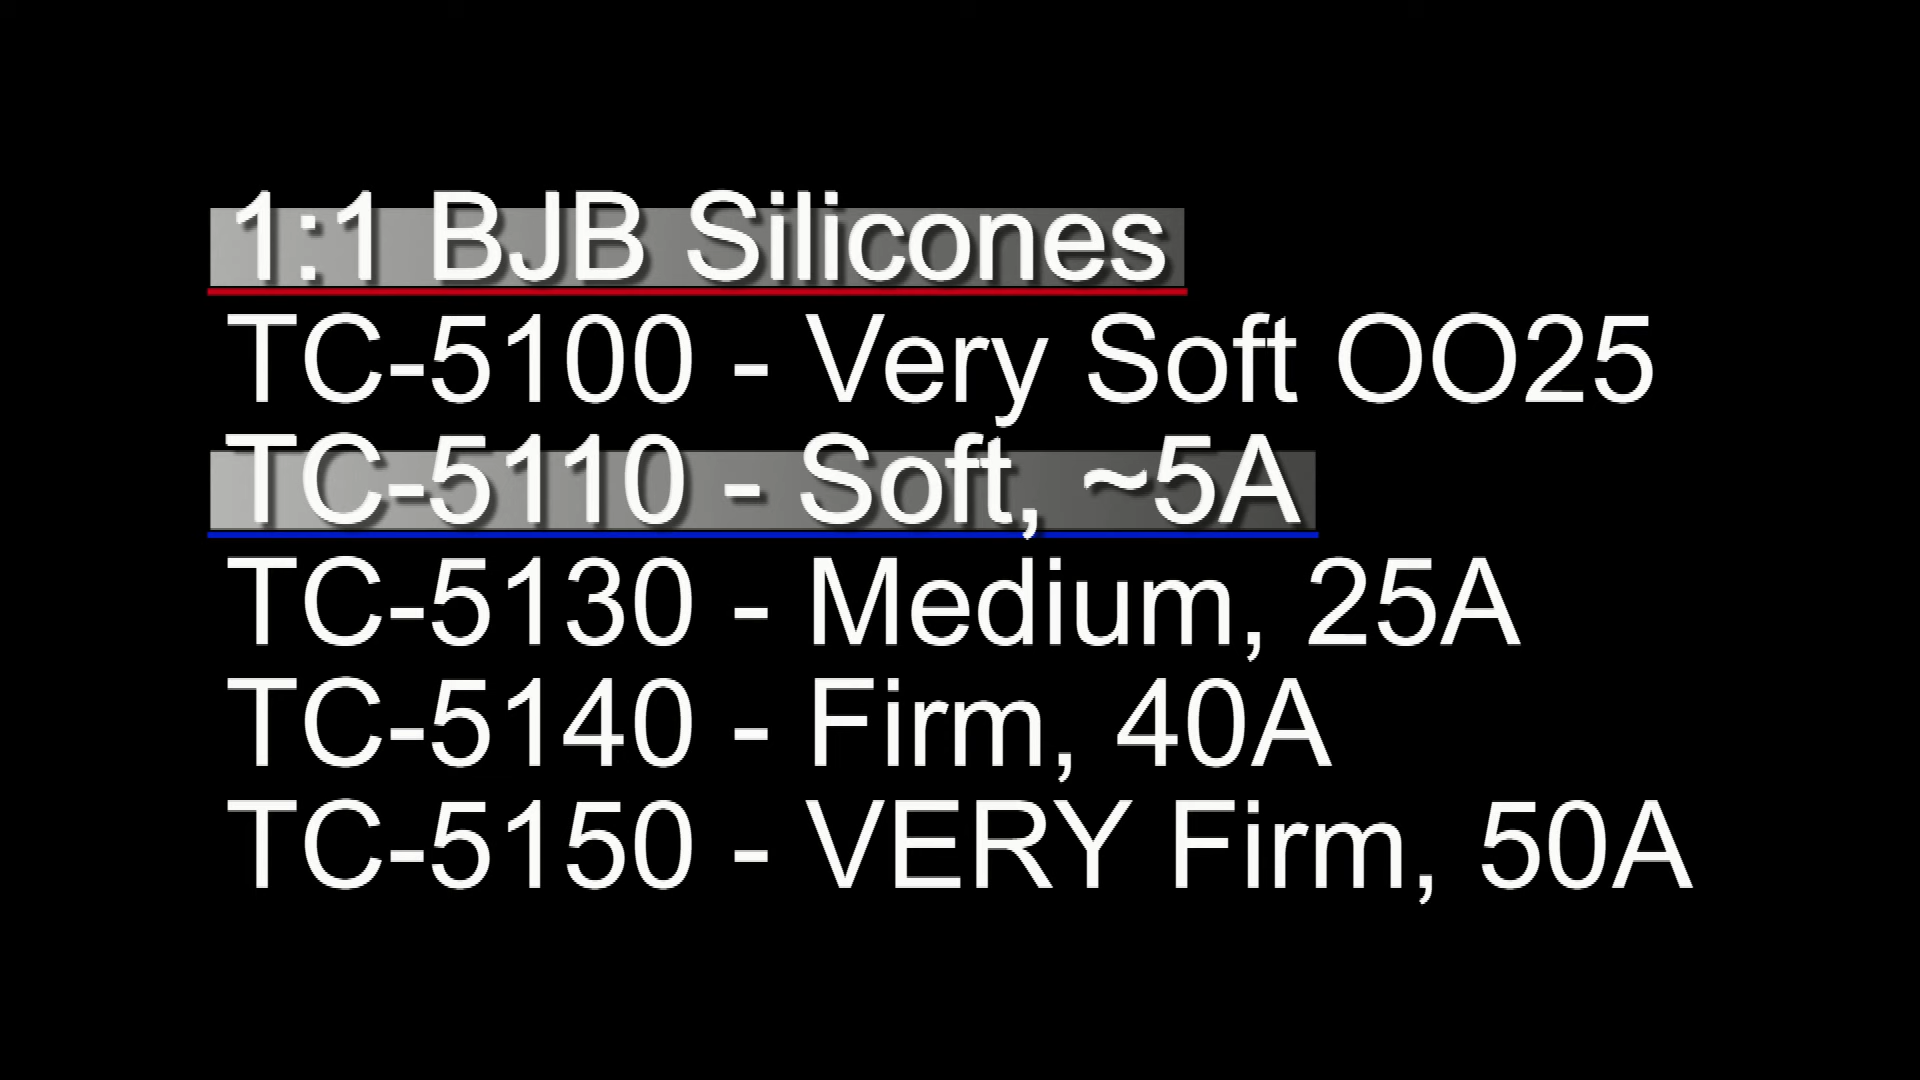 1:1 BJB Silicones
TC-5100 - Very Soft OO25
TC-5110 - Soft, ~5A
TC-5130 - Medium, 25A
TC-5140 - Firm, 40A
TC-5150 - VERY Firm, 50A